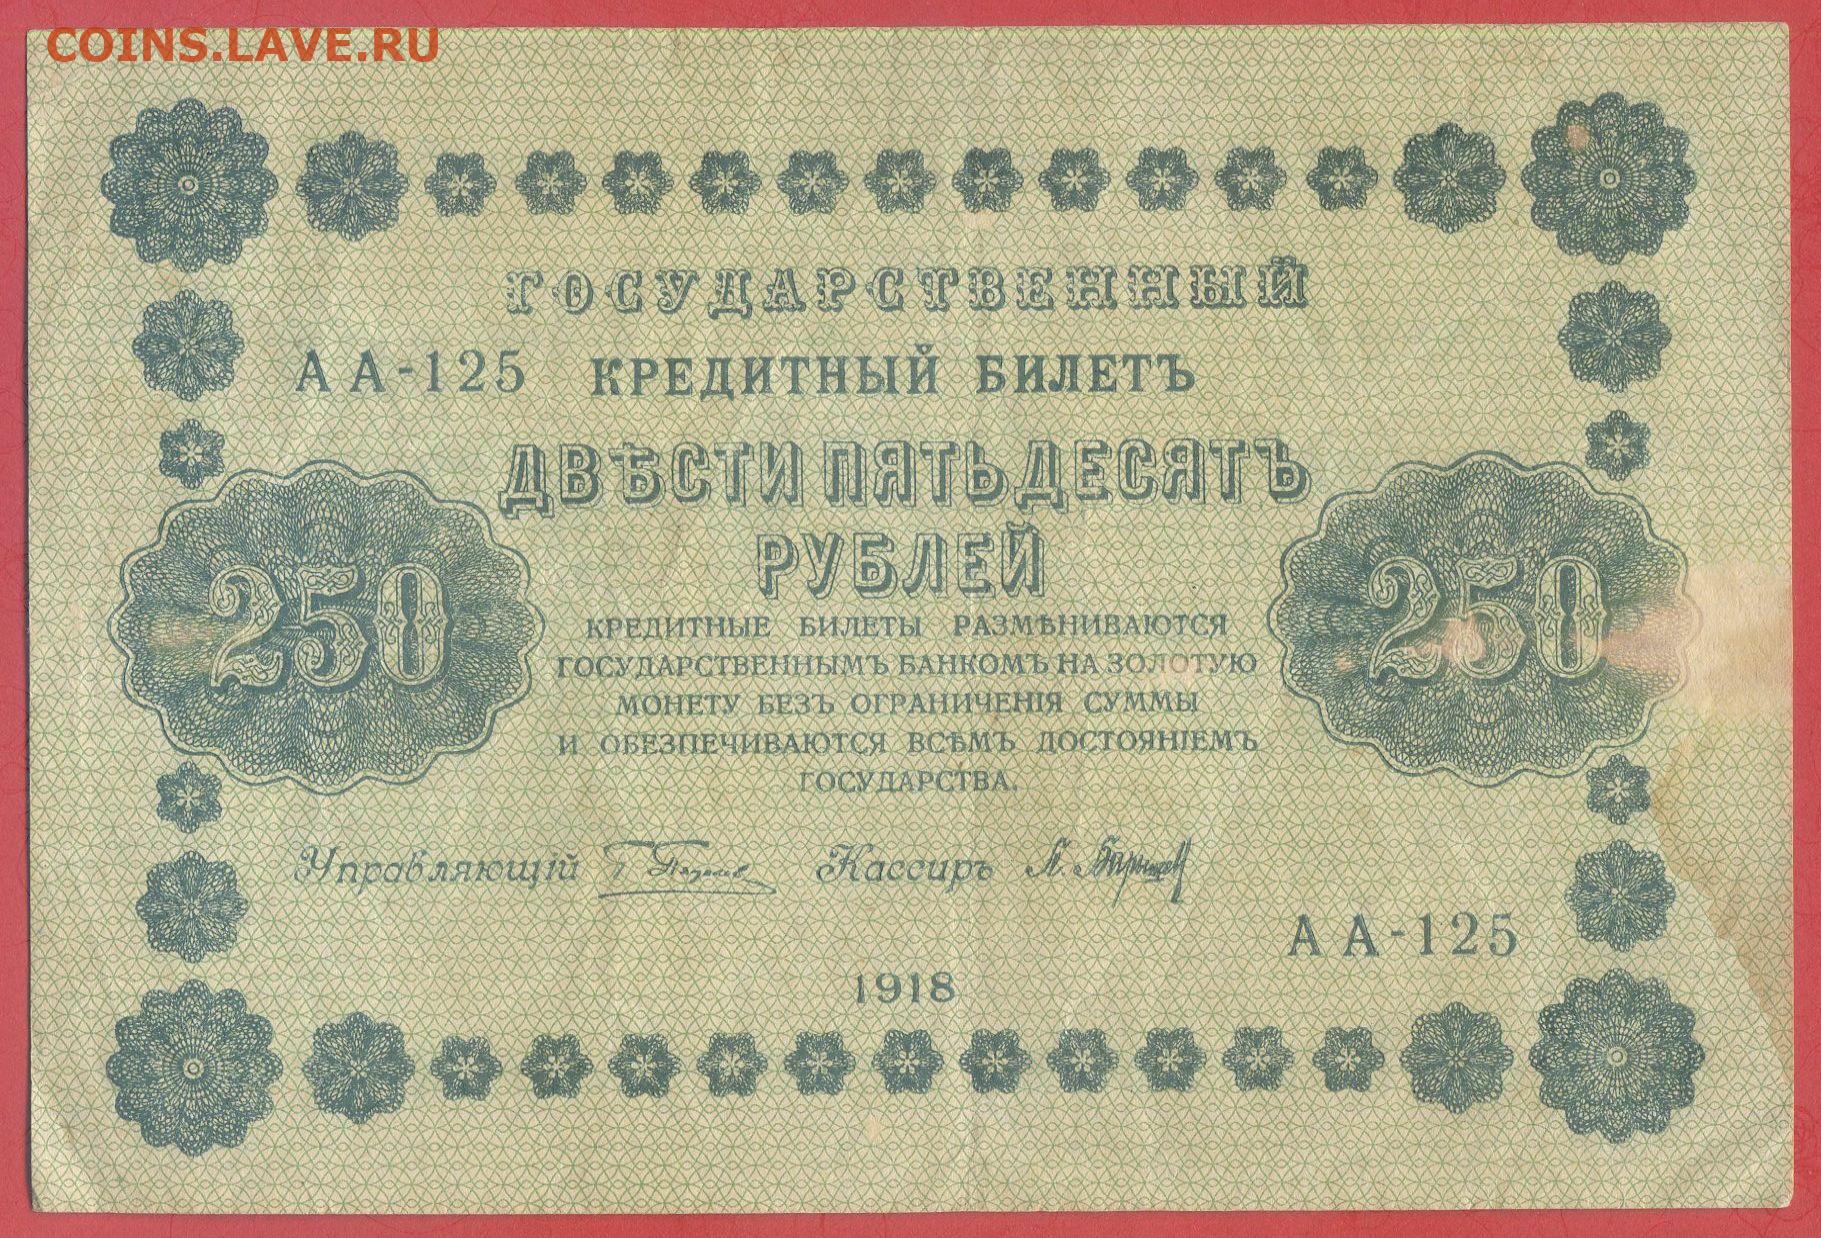 COINS.LAVE.RU
ГОСУДАРСТВЕННЫЙ
АА-125 КРЕДИТНЫЙ БИЛЕТЪ
ДВѢСТИ ПЯТЬДЕСЯТЪ
РУБЛЕЙ
250 250
КРЕДИТНЫЕ БИЛЕТЫ РАЗМѢНИВАЮТСЯ
ГОСУДАРСТВЕННЫМЪ БАНКОМЪ НА ЗОЛОТУЮ
МОНЕТУ БЕЗЪ ОГРАНИЧЕНІЯ СУММЫ
И ОБЕЗПЕЧИВАЮТСЯ ВСѢМЪ ДОСТОЯНІЕМЪ
ГОСУДАРСТВА.
Управляющій Г. Пятаков Кассиръ
АА-125
1918